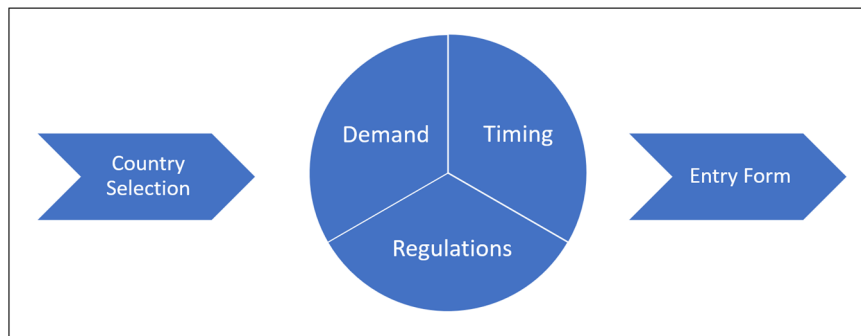 Country
Selection
Demand
Timing
Regulations
Entry Form